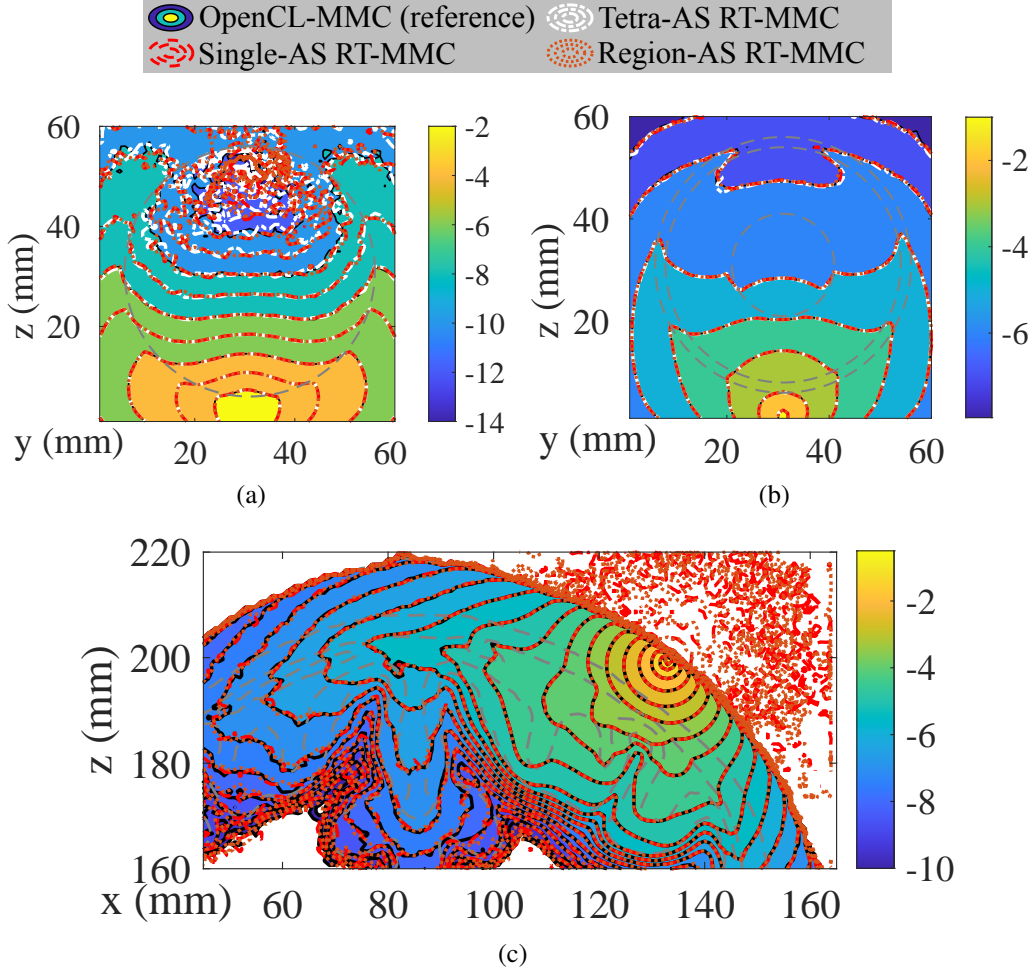 OpenCL-MMC (reference) Tetra-AS RT-MMC
Single-AS RT-MMC Region-AS RT-MMC
60
40
20
z (mm)
y (mm)
20 40 60
-2
-4
-6
-8
-10
-12
-14
(a)
60
40
20
z (mm)
y (mm)
20 40 60
-2
-4
-6
(b)
220
200
180
160
z (mm)
x (mm)
60 80 100 120 140 160
-2
-4
-6
-8
-10
(c)